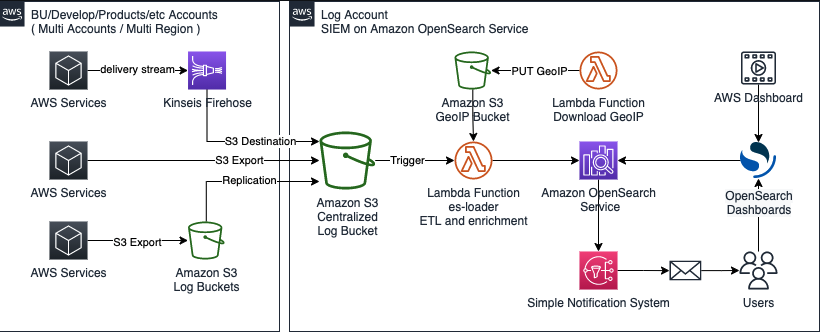 aws
BU/Develop/Products/etc Accounts
( Multi Accounts / Multi Region )
AWS Services
delivery stream
Kinseis Firehose
S3 Destination
AWS Services
S3 Export
Replication
AWS Services
S3 Export
Amazon S3
Log Buckets
aws
Log Account
SIEM on Amazon OpenSearch Service
Amazon S3
GeoIP Bucket
PUT GeoIP
Lambda Function
Download GeoIP
AWS Dashboard
Amazon S3
Centralized
Log Bucket
Trigger
Lambda Function
es-loader
ETL and enrichment
Amazon OpenSearch
Service
OpenSearch
Dashboards
Simple Notification System
Users